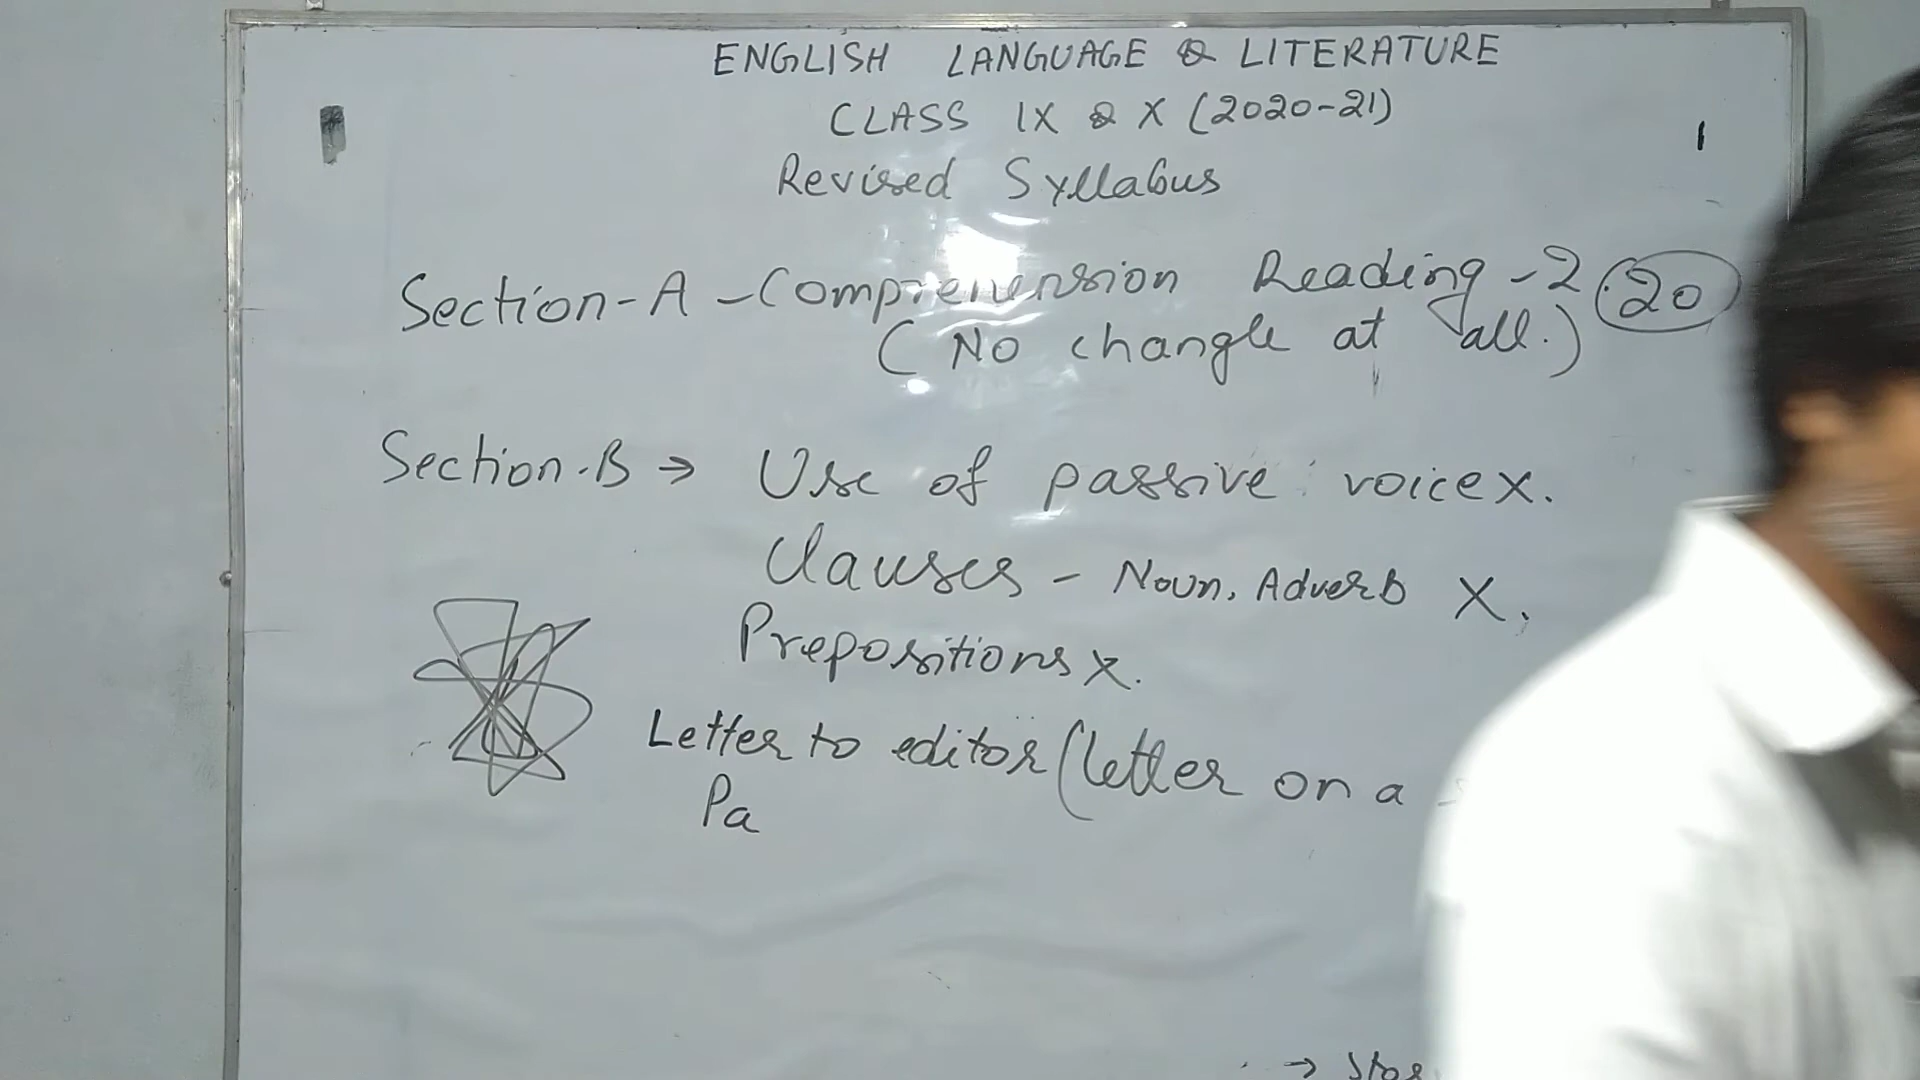 ENGLISH LANGUAGE & LITERATURE
CLASS IX & X (2020-21)
Revised Syllabus
Section-A - Comprehension Reading - 2 (20)
(No change at all.)
Section-B → Use of passive voice x.
Clauses - Noun, Adverb X.
Prepositions x.
Letter to editor (letter on a
Pa
→